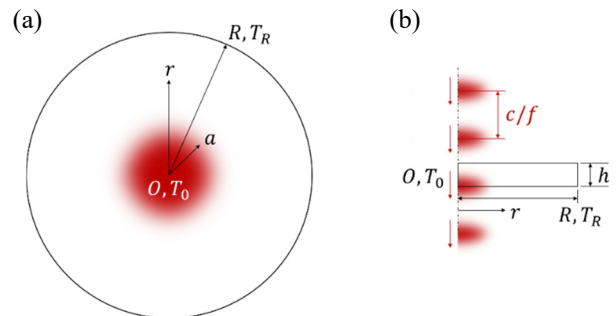 (a)
R, T_R
r
a
O, T_0
(b)
c/f
O, T_0
h
r
R, T_R